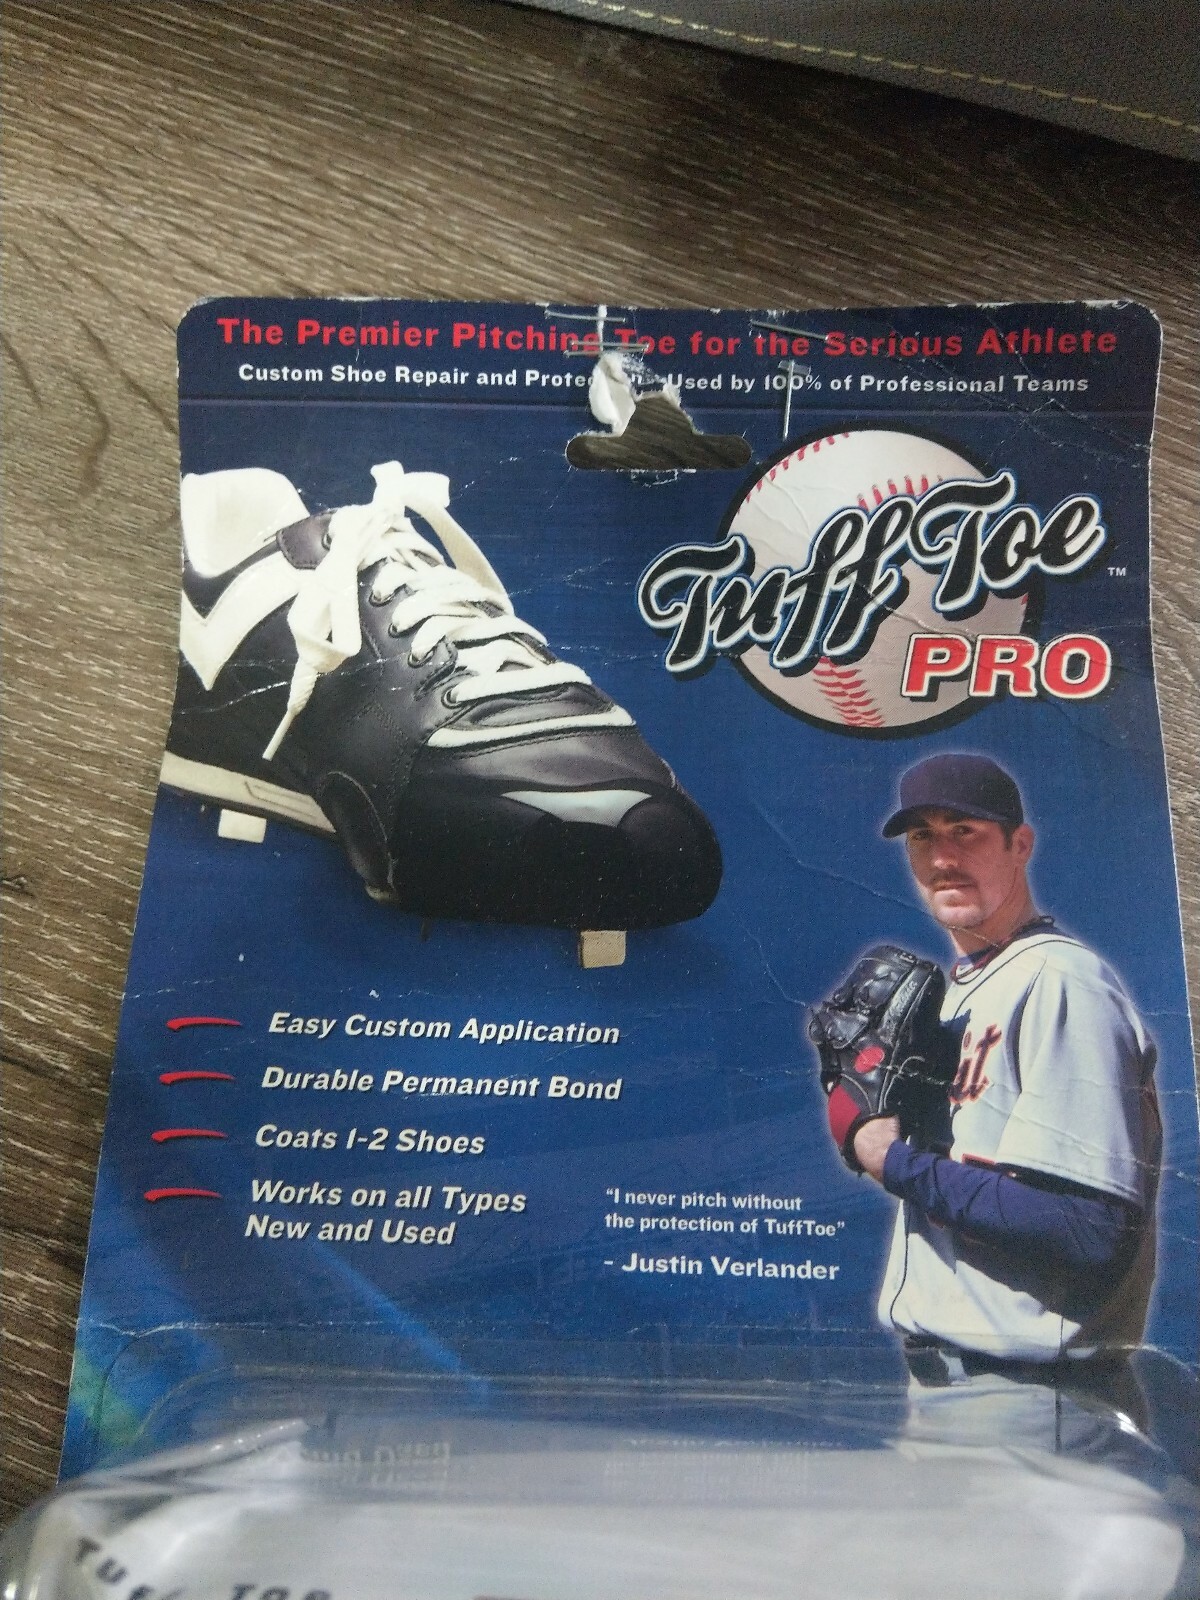 The Premier Pitching Toe for the Serious Athlete
Custom Shoe Repair and Used by 100% of Professional Teams
Tuff Toe
TM
PRO
Easy Custom Application
Durable Permanent Bond
Coats 1-2 Shoes
Works on all Types
New and Used
"I never pitch without
the protection of TuffToe"
- Justin Verlander
TUFF TOE